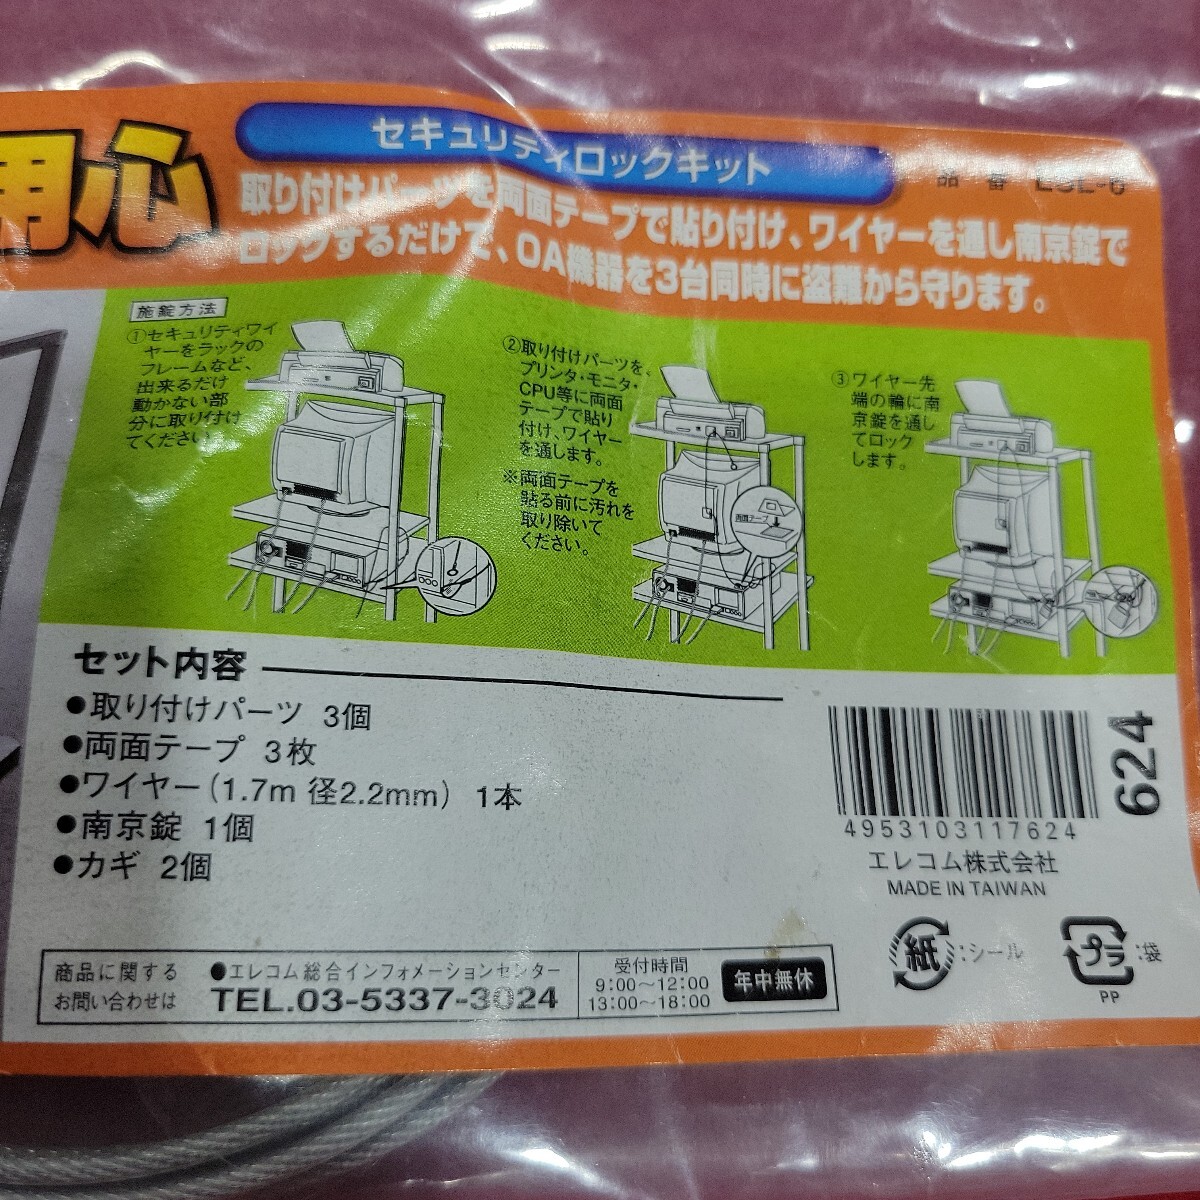 用心
セキュリティロックキット
品番 ESL-6
取り付けパーツを両面テープで貼り付け、ワイヤーを通し南京錠で
ロックするだけで、OA機器を3台同時に盗難から守ります。
施錠方法
①セキュリティワイ
ヤーをラックの
フレームなど、
出来るだけ
動かない部
分に取り付け
てください。
②取り付けパーツを、
プリンタ・モニタ・
CPU等に両面
テープで貼り
付け、ワイヤー
を通します。
※両面テープを
貼る前に汚れを
取り除いて
ください。
両面テープ
③ワイヤー先
端の輪に南
京錠を通し
てロック
します。
セット内容
●取り付けパーツ 3個
●両面テープ 3枚
●ワイヤー(1.7m 径2.2mm) 1本
●南京錠 1個
●カギ 2個
4953103117624
624
エレコム株式会社
MADE IN TAIWAN
紙:シール
プラ:袋
PP
商品に関する
お問い合わせは
●エレコム総合インフォメーションセンター
TEL.03-5337-3024
受付時間
9:00〜12:00
13:00〜18:00
年中無休